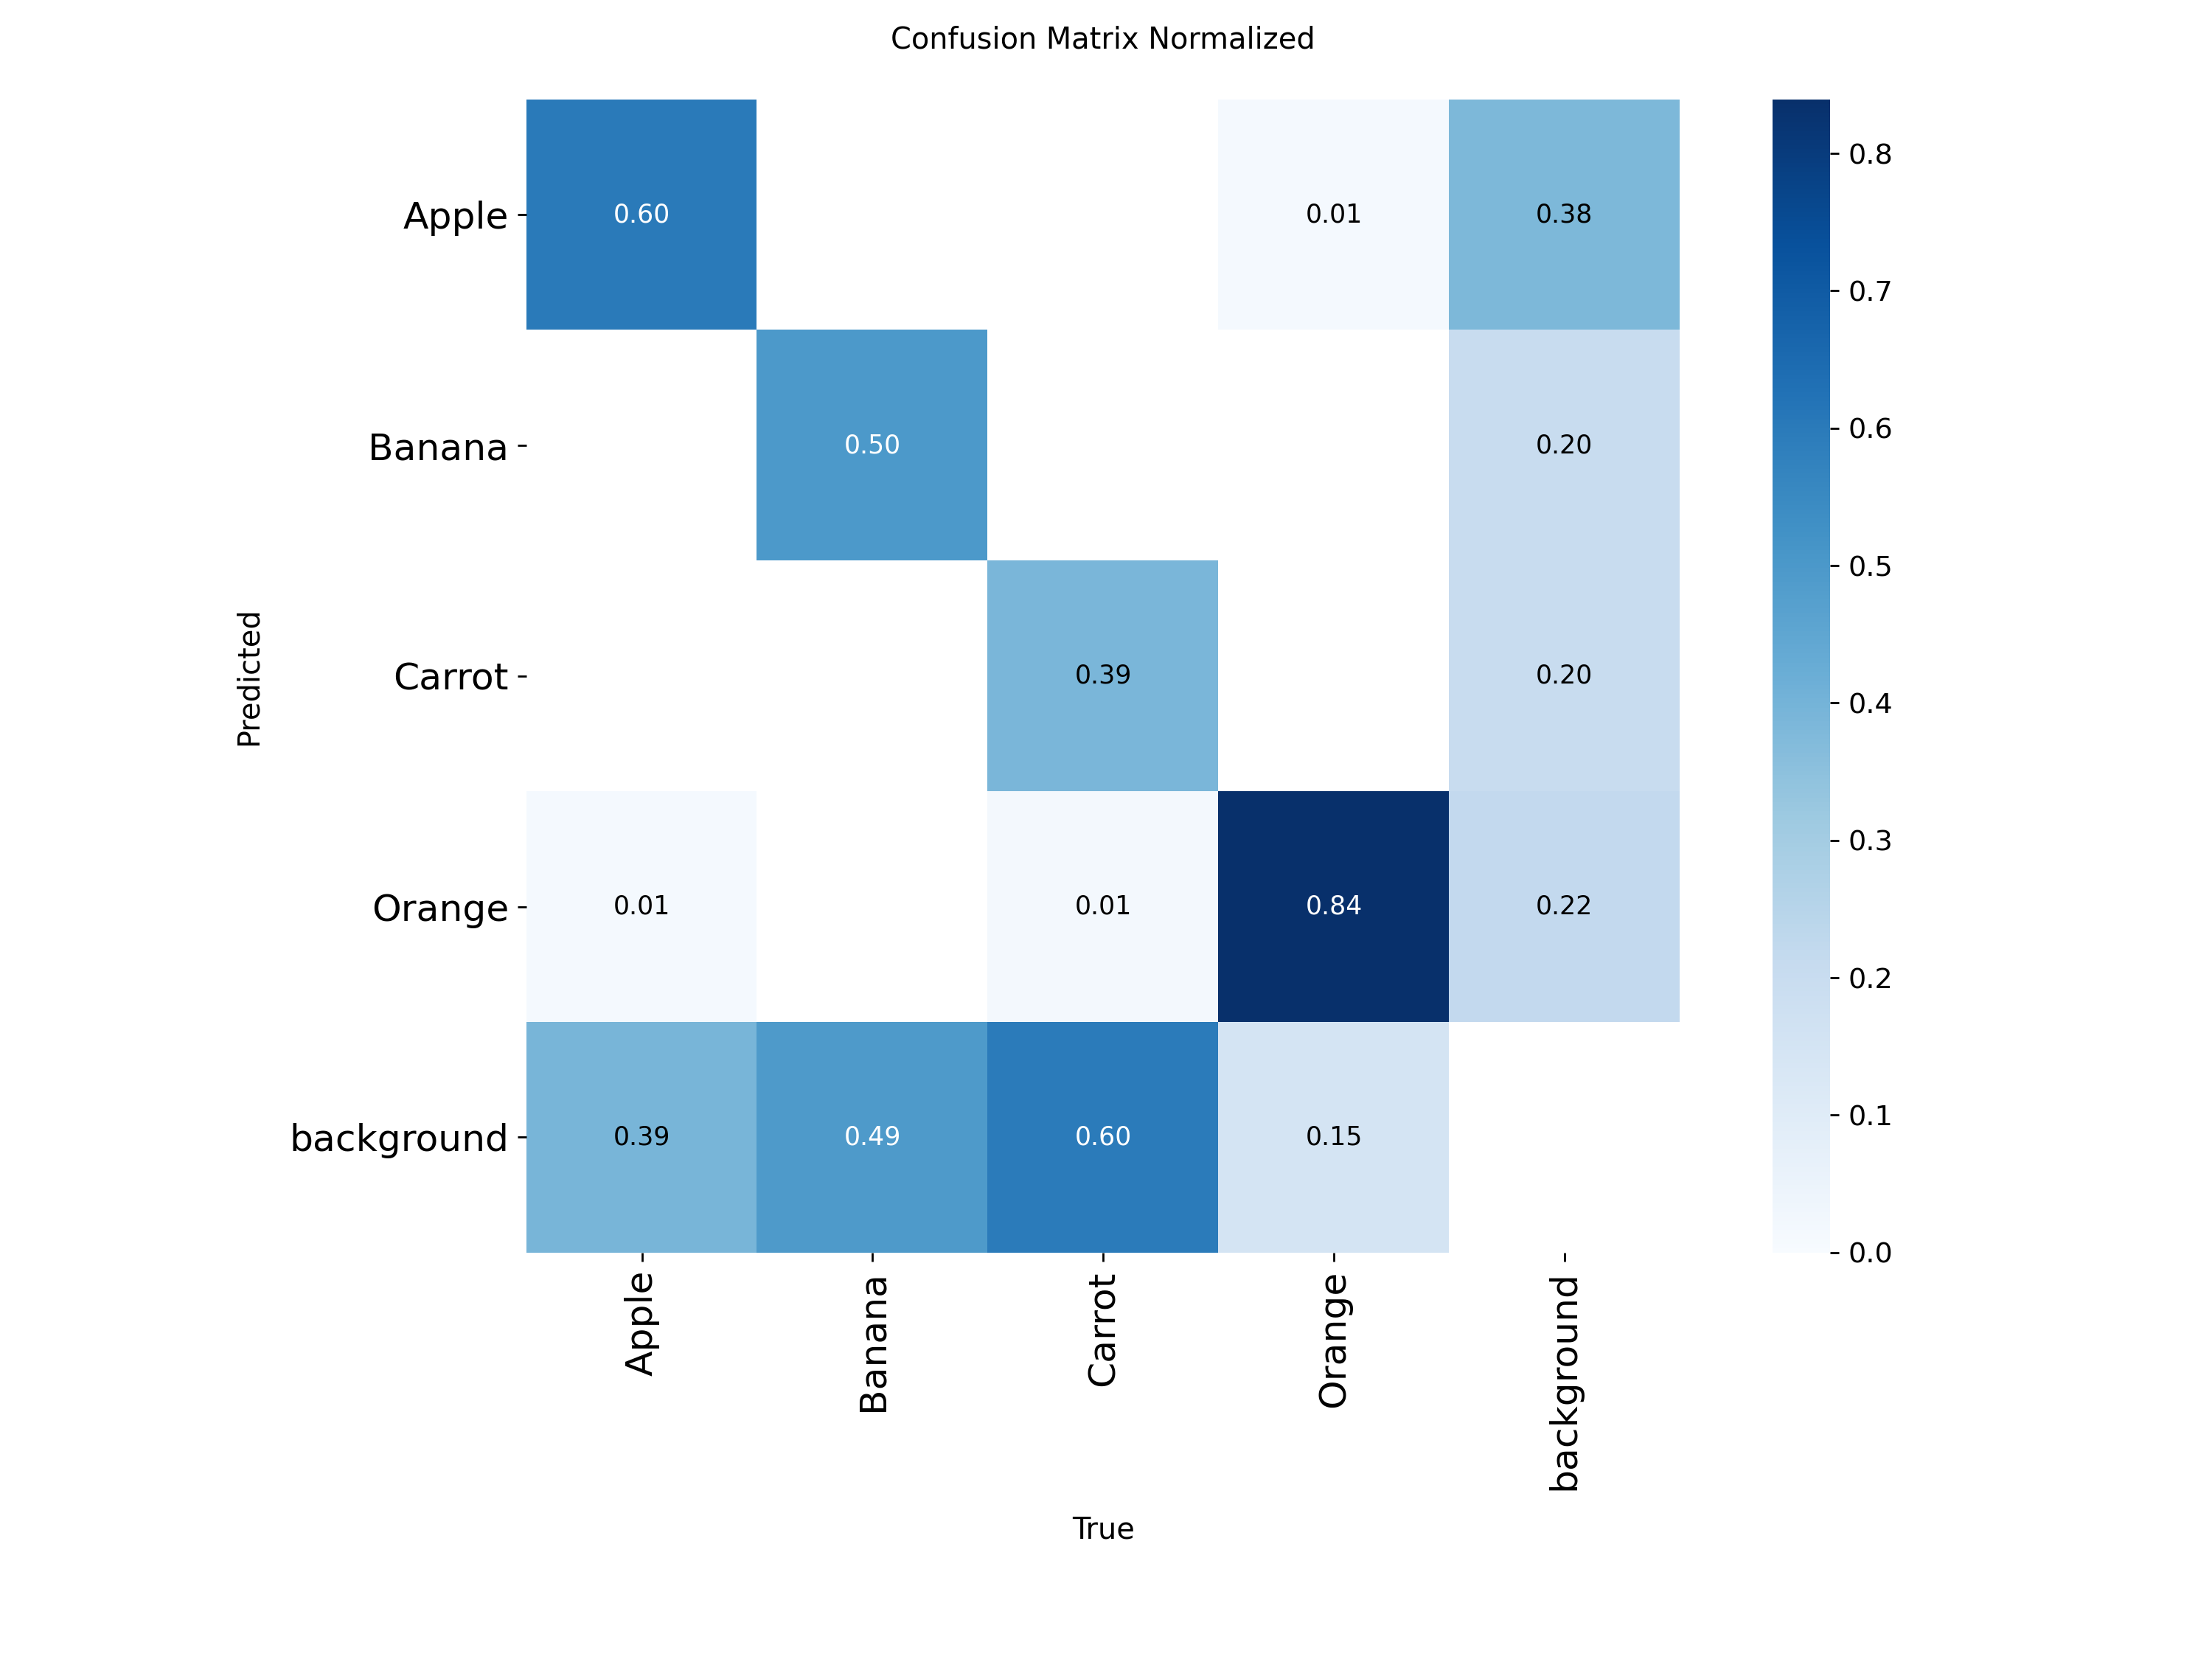 Confusion Matrix Normalized
Apple 0.60 0.01 0.38 0.8
0.7
Banana 0.50 0.20 0.6
0.5
Predicted
Carrot 0.39 0.20 0.4
0.3
Orange 0.01 0.01 0.84 0.22
0.2
background 0.39 0.49 0.60 0.15 0.1
0.0
Apple Banana Carrot Orange background
True